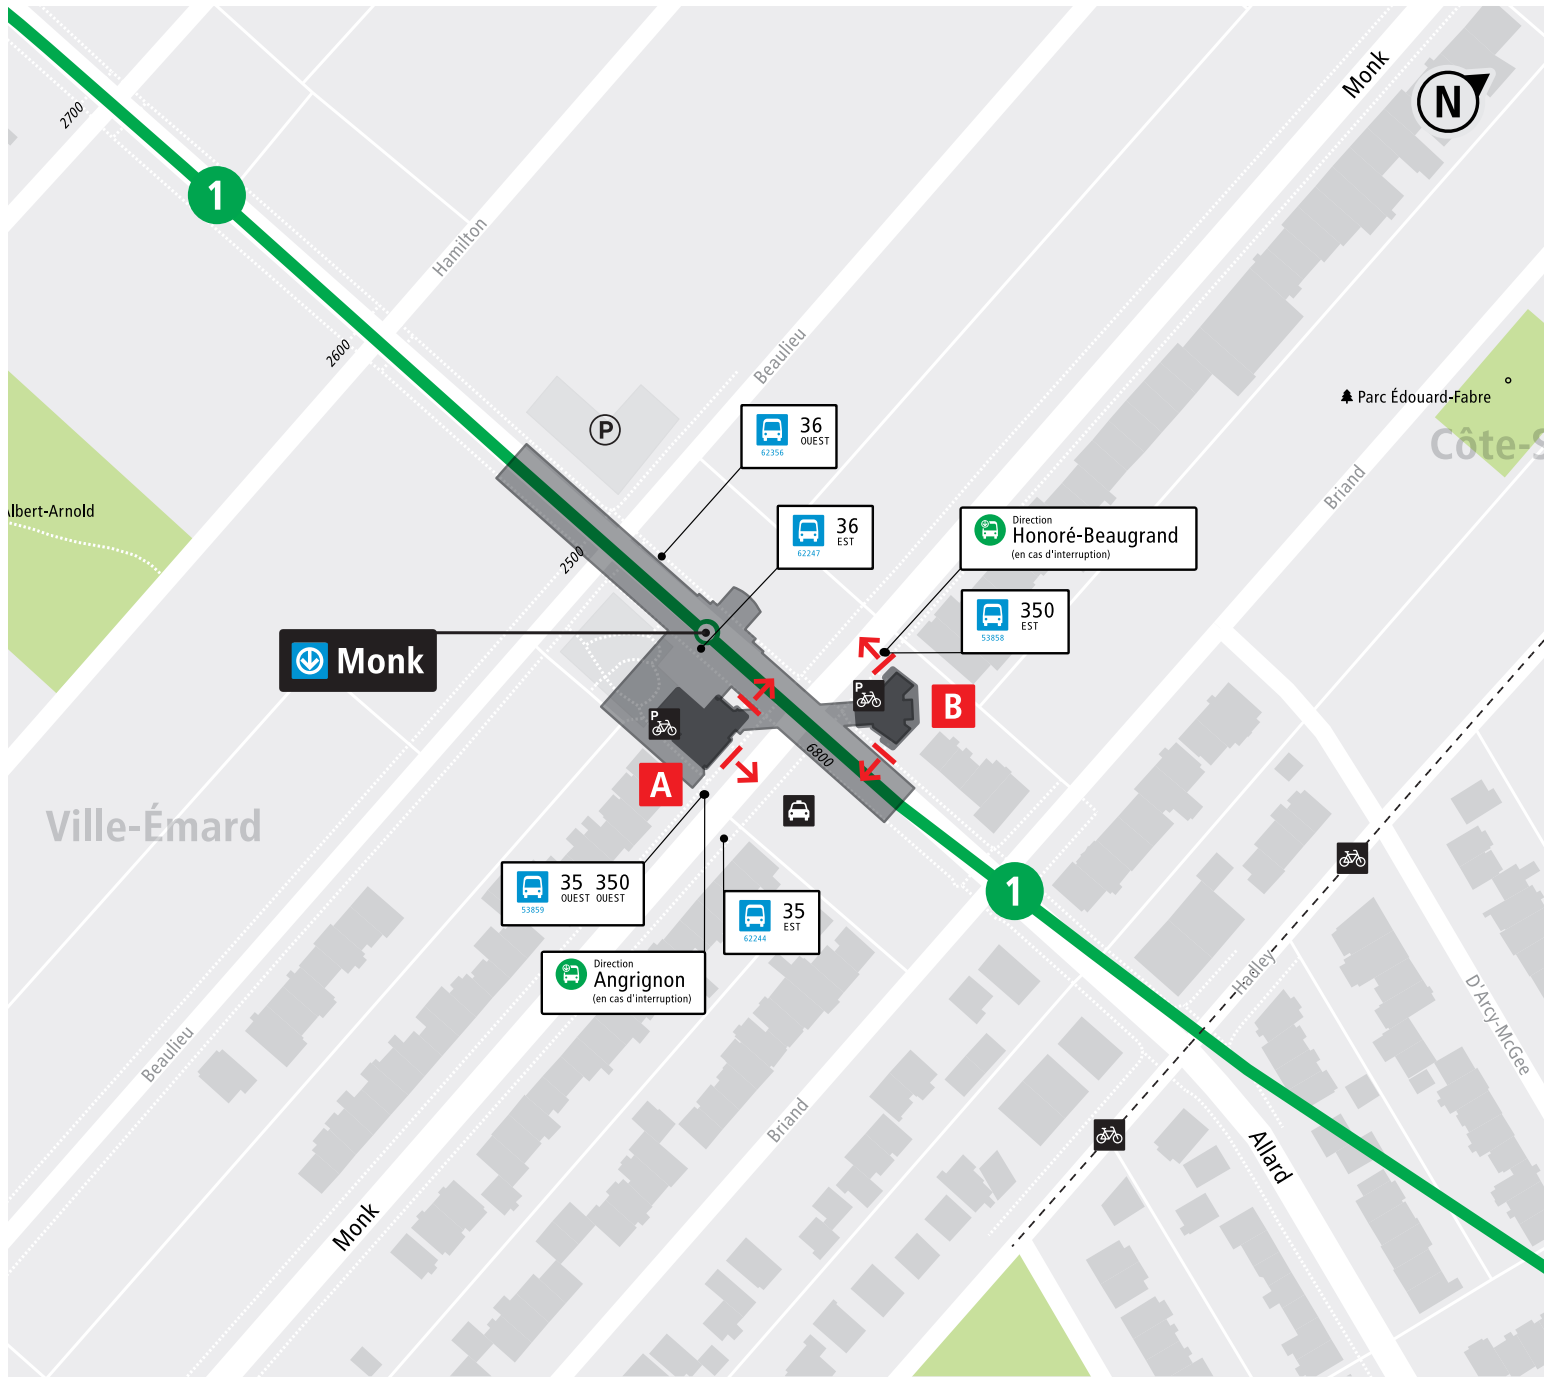 Monk
N
2700
1
Hamilton
2600
Beaulieu
Parc Édouard-Fabre
P
36
OUEST
62356
Côte-S
Briand
lbert-Arnold
36
EST
62247
Direction
Honoré-Beaugrand
(en cas d'interruption)
2500
350
EST
53858
Monk
P
B
P
6800
A
Ville-Émard
35 350
OUEST OUEST
53859
35
EST
62244
1
Direction
Angrignon
(en cas d'interruption)
Hadley
D'Arcy-McGee
Beaulieu
Briand
Allard
Monk